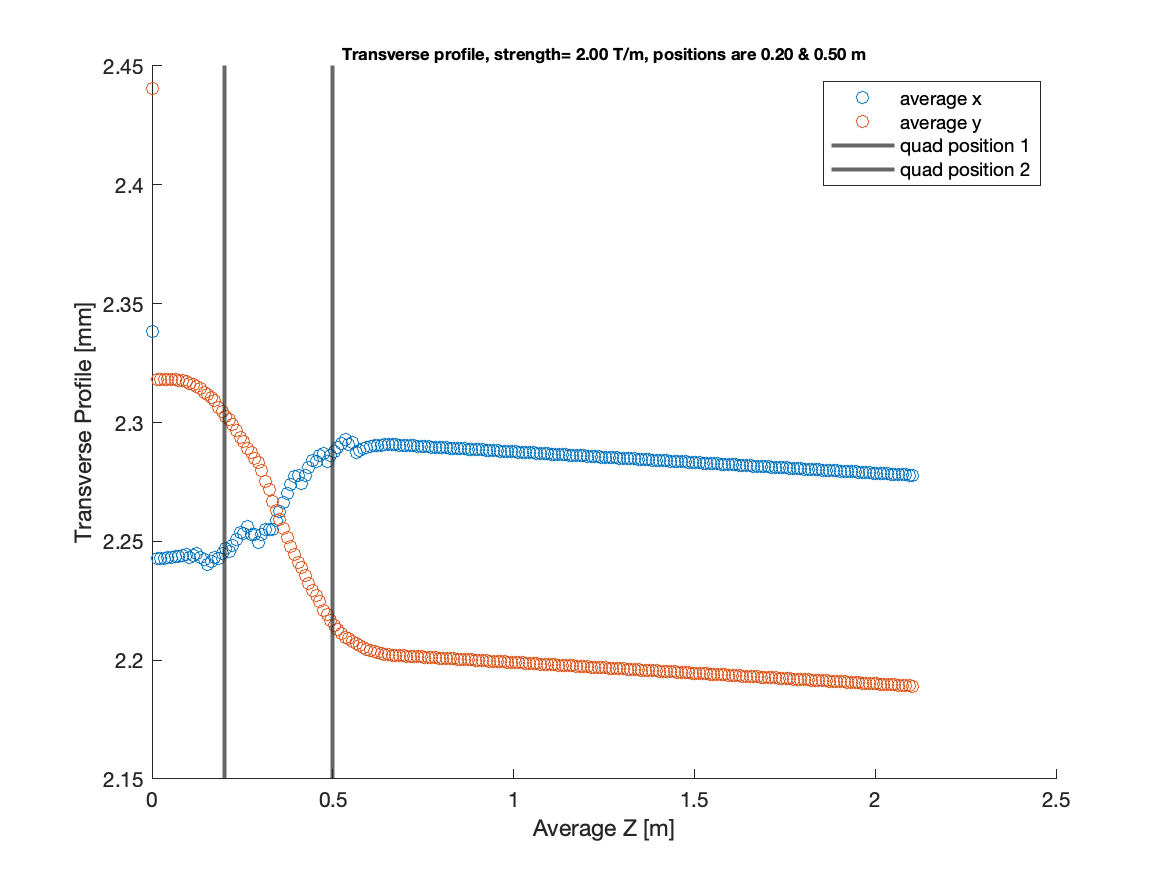 Transverse profile, strength= 2.00 T/m, positions are 0.20 & 0.50 m
average x
average y
quad position 1
quad position 2
Transverse Profile [mm]
2.45
2.4
2.35
2.3
2.25
2.2
2.15
0
0.5
1
1.5
2
2.5
Average Z [m]